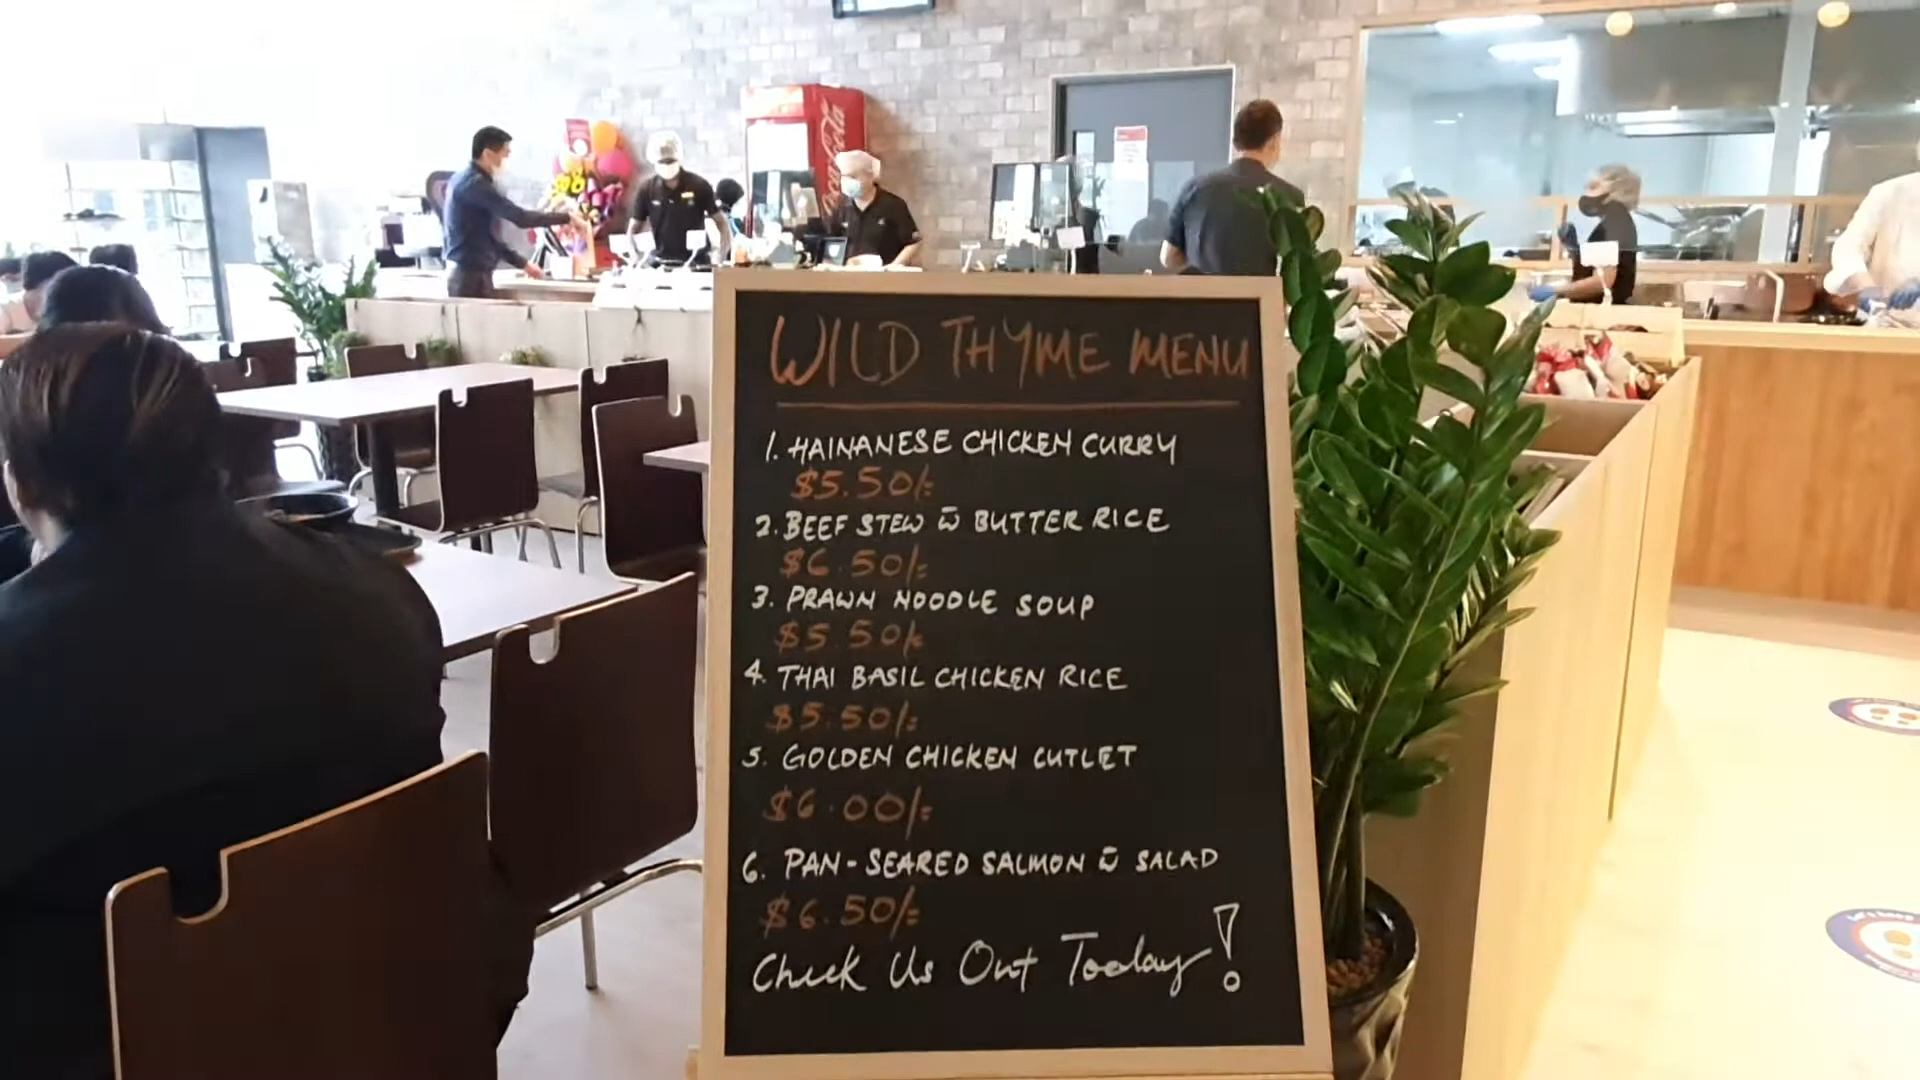 Coca-Cola
WILD THYME MENU
1. HAINANESE CHICKEN CURRY
$5.50/=
2. BEEF STEW w̄ BUTTER RICE
$6.50/=
3. PRAWN NOODLE SOUP
$5.50/=
4. THAI BASIL CHICKEN RICE
$5.50/=
5. GOLDEN CHICKEN CUTLET
$6.00/=
6. PAN-SEARED SALMON w̄ SALAD
$6.50/=
Check Us Out Today!